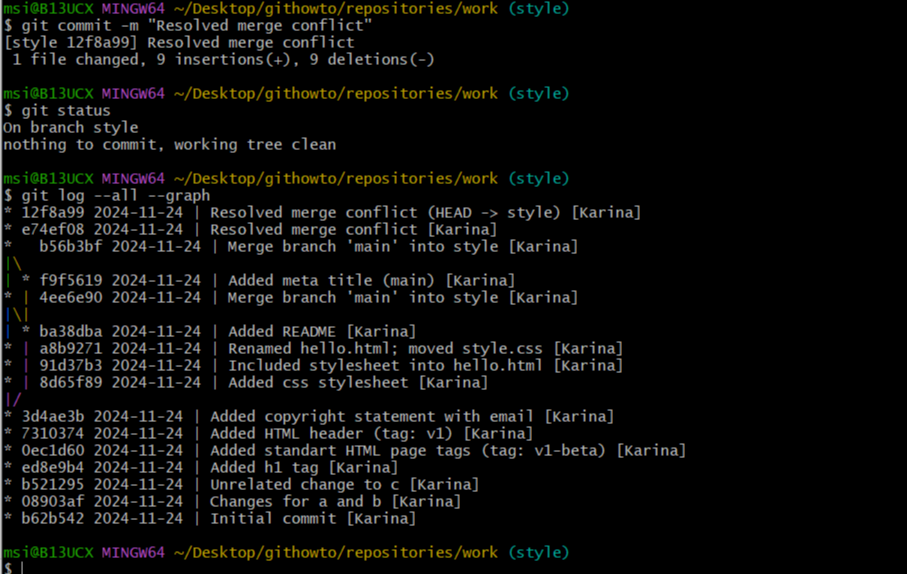 msi@B13UCX MINGW64 ~/Desktop/githowto/repositories/work (style)
$ git commit -m "Resolved merge conflict"
[style 12f8a99] Resolved merge conflict
 1 file changed, 9 insertions(+), 9 deletions(-)

msi@B13UCX MINGW64 ~/Desktop/githowto/repositories/work (style)
$ git status
On branch style
nothing to commit, working tree clean

msi@B13UCX MINGW64 ~/Desktop/githowto/repositories/work (style)
$ git log --all --graph
* 12f8a99 2024-11-24 | Resolved merge conflict (HEAD -> style) [Karina]
* e74ef08 2024-11-24 | Resolved merge conflict [Karina]
*   b56b3bf 2024-11-24 | Merge branch 'main' into style [Karina]
|\
| * f9f5619 2024-11-24 | Added meta title (main) [Karina]
* | 4ee6e90 2024-11-24 | Merge branch 'main' into style [Karina]
|\|
| * ba38dba 2024-11-24 | Added README [Karina]
* | a8b9271 2024-11-24 | Renamed hello.html; moved style.css [Karina]
* | 91d37b3 2024-11-24 | Included stylesheet into hello.html [Karina]
* | 8d65f89 2024-11-24 | Added css stylesheet [Karina]
|/
* 3d4ae3b 2024-11-24 | Added copyright statement with email [Karina]
* 7310374 2024-11-24 | Added HTML header (tag: v1) [Karina]
* 0ec1d60 2024-11-24 | Added standart HTML page tags (tag: v1-beta) [Karina]
* ed8e9b4 2024-11-24 | Added h1 tag [Karina]
* b521295 2024-11-24 | Unrelated change to c [Karina]
* 08903af 2024-11-24 | Changes for a and b [Karina]
* b62b542 2024-11-24 | Initial commit [Karina]

msi@B13UCX MINGW64 ~/Desktop/githowto/repositories/work (style)
$